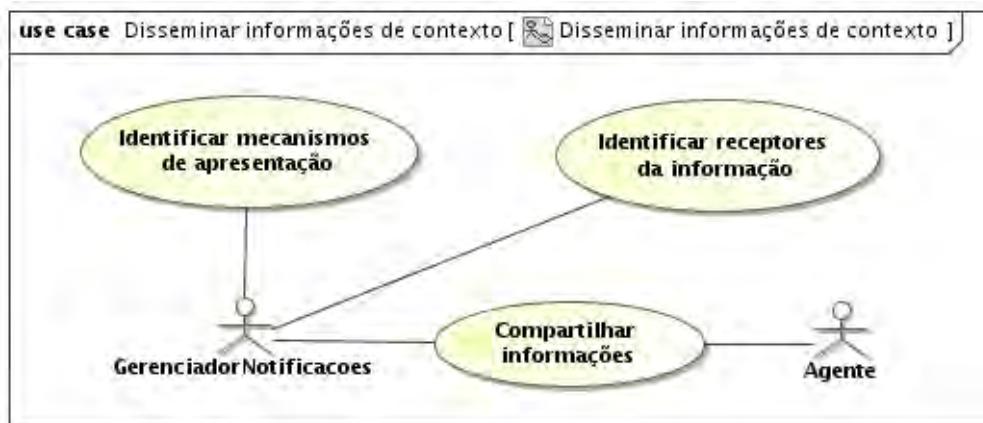 use case Disseminar informações de contexto [ Disseminar informações de contexto ]
Identificar mecanismos
de apresentação
Identificar receptores
da informação
Compartilhar
informações
GerenciadorNotificacoes
Agente